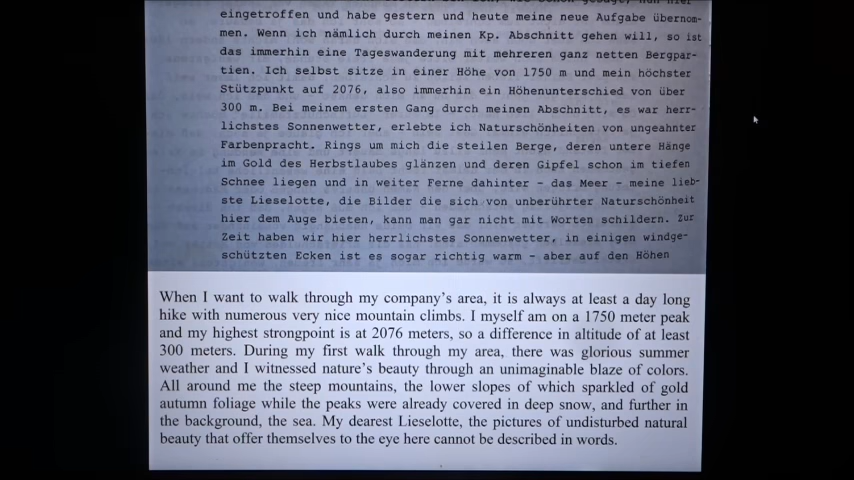 eingetroffen und habe gestern und heute meine neue Aufgabe übernom-
men. Wenn ich nämlich durch meinen Kp. Abschnitt gehen will, so ist
das immerhin eine Tageswanderung mit mehreren ganz netten Bergpar-
tien. Ich selbst sitze in einer Höhe von 1750 m und mein höchster
Stützpunkt auf 2076, also immerhin ein Höhenunterschied von über
300 m. Bei meinem ersten Gang durch meinen Abschnitt, es war herr-
lichstes Sonnenwetter, erlebte ich Naturschönheiten von ungeahnter
Farbenpracht. Rings um mich die steilen Berge, deren untere Hänge
im Gold des Herbstlaubes glänzen und deren Gipfel schon im tiefen
Schnee liegen und in weiter Ferne dahinter - das Meer - meine lieb-
ste Lieselotte, die Bilder die sich von unberührter Naturschönheit
hier dem Auge bieten, kann man gar nicht mit Worten schildern. Zur
Zeit haben wir hier herrlichstes Sonnenwetter, in einigen windge-
schützten Ecken ist es sogar richtig warm - aber auf den Höhen
When I want to walk through my company's area, it is always at least a day long
hike with numerous very nice mountain climbs. I myself am on a 1750 meter peak
and my highest strongpoint is at 2076 meters, so a difference in altitude of at least
300 meters. During my first walk through my area, there was glorious summer
weather and I witnessed nature's beauty through an unimaginable blaze of colors.
All around me the steep mountains, the lower slopes of which sparkled of gold
autumn foliage while the peaks were already covered in deep snow, and further in
the background, the sea. My dearest Lieselotte, the pictures of undisturbed natural
beauty that offer themselves to the eye here cannot be described in words.